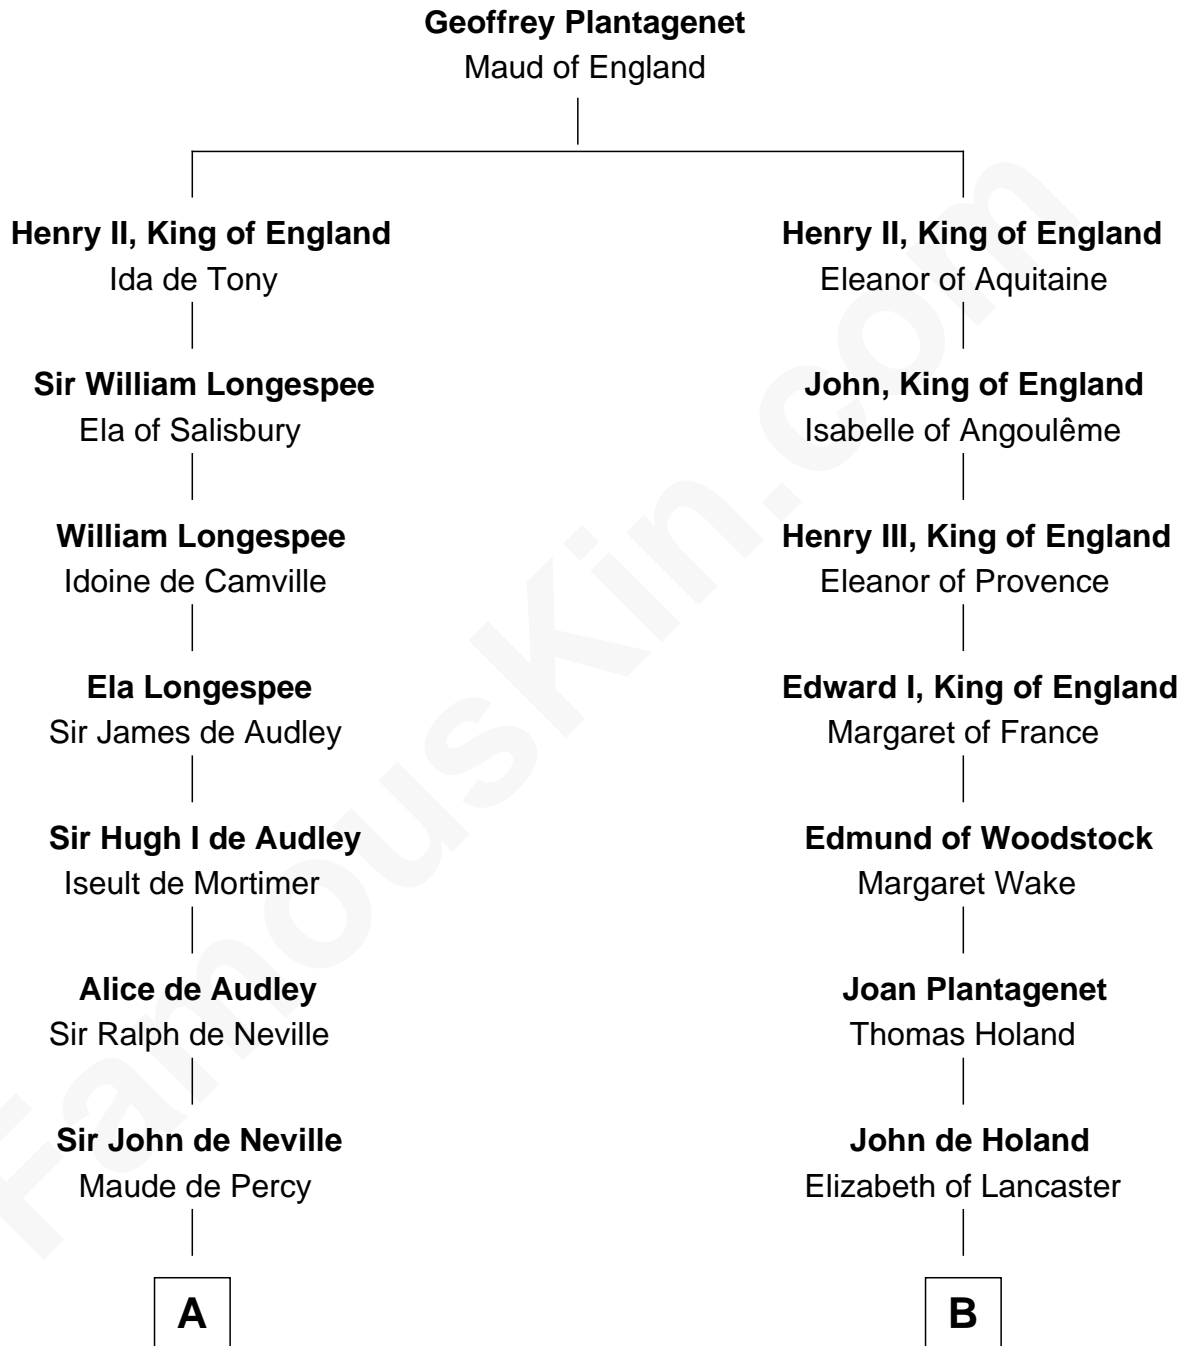 Geoffrey Plantagenet
Maud of England
Henry II, King of England
Ida de Tony
Henry II, King of England
Eleanor of Aquitaine
Sir William Longespee
Ela of Salisbury
John, King of England
Isabelle of Angoulême
William Longespee
Idoine de Camville
Henry III, King of England
Eleanor of Provence
Ela Longespee
Sir James de Audley
Edward I, King of England
Margaret of France
Sir Hugh I de Audley
Iseult de Mortimer
Edmund of Woodstock
Margaret Wake
Alice de Audley
Sir Ralph de Neville
Joan Plantagenet
Thomas Holand
Sir John de Neville
Maude de Percy
John de Holand
Elizabeth of Lancaster
A
B
FamousKin.com